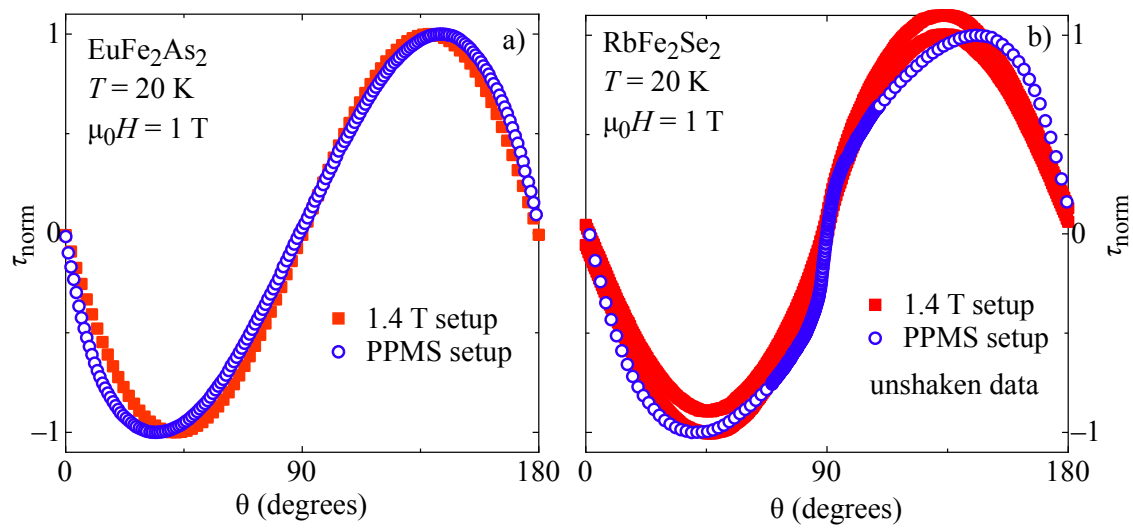 a)
EuFe₂As₂
T = 20 K
μ₀H = 1 T
1
0
−1
τnorm
1.4 T setup
PPMS setup
0
90
180
θ (degrees)
b)
RbFe₂Se₂
T = 20 K
μ₀H = 1 T
1
0
−1
τnorm
1.4 T setup
PPMS setup
unshaken data
0
90
180
θ (degrees)